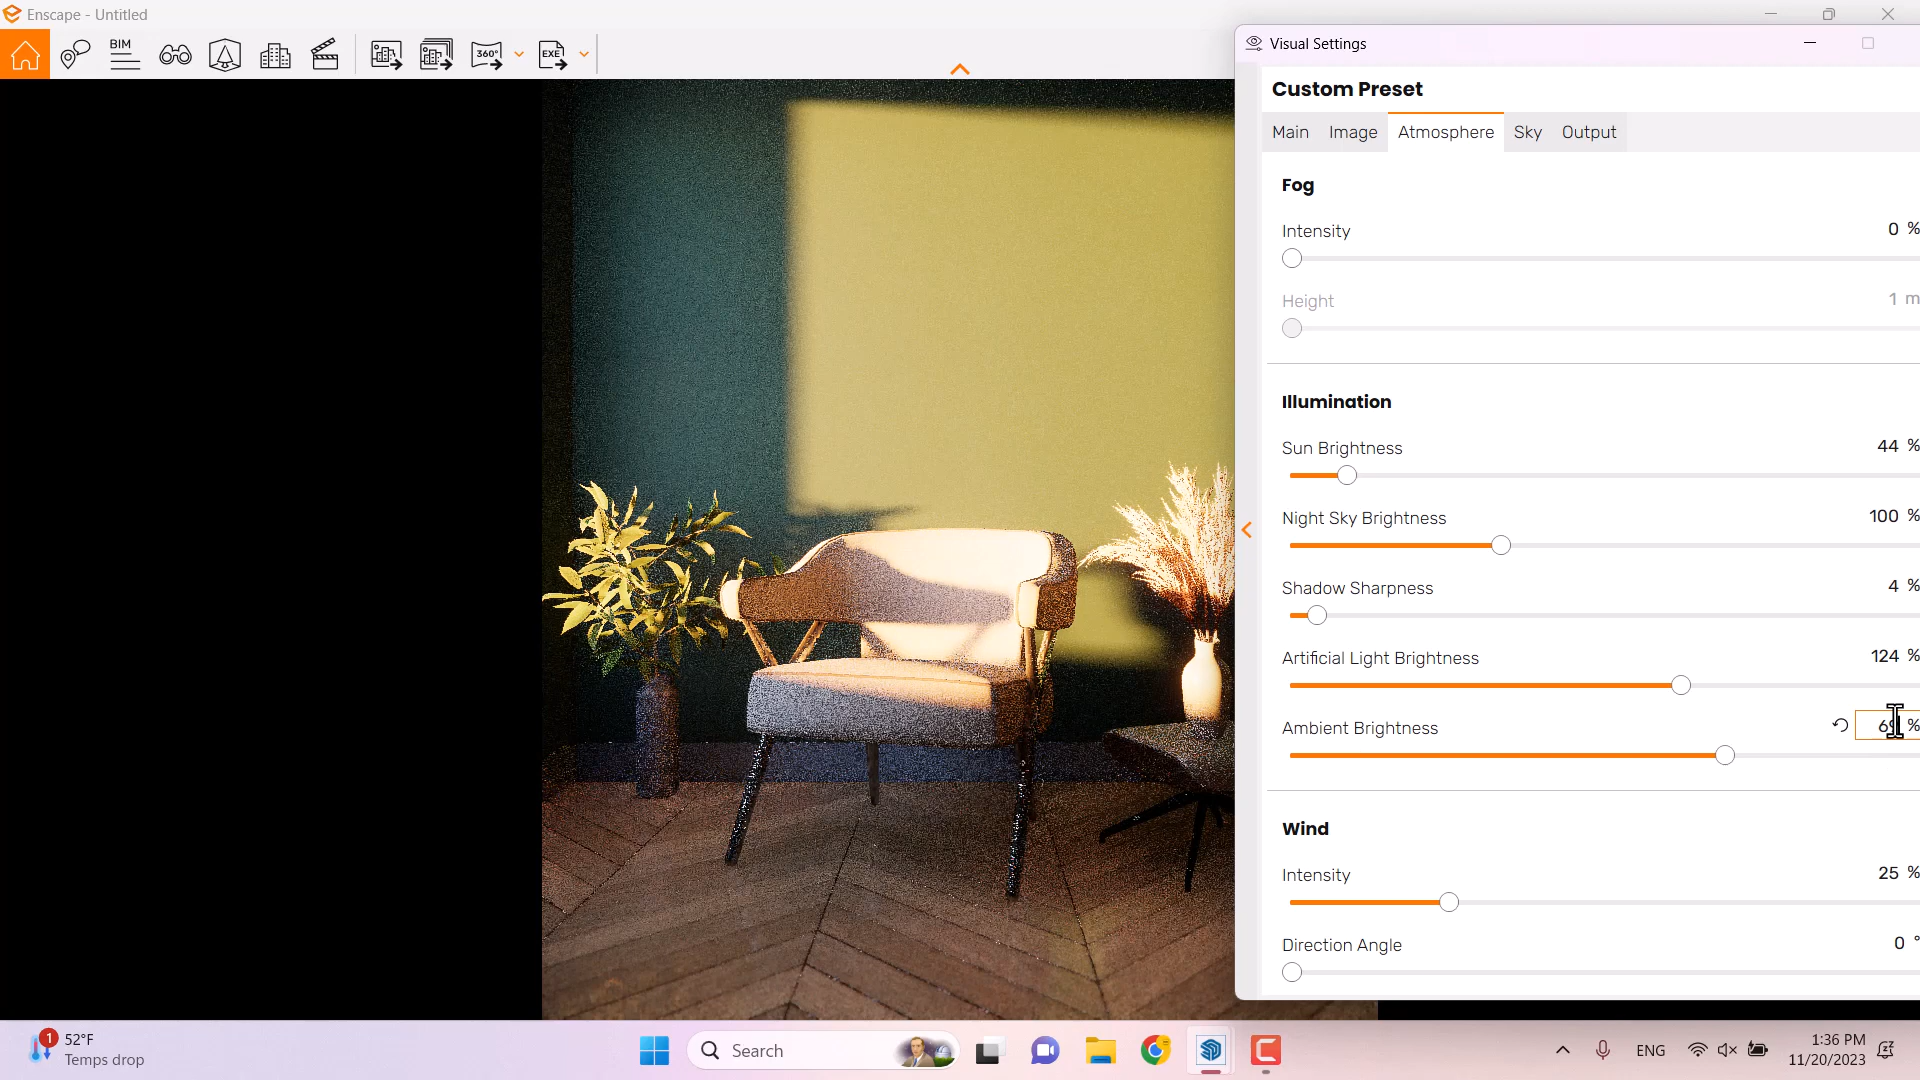 Enscape - Untitled
BIM
360°
EXE
Visual Settings
Custom Preset
Main Image Atmosphere Sky Output
Fog
Intensity 0 %
Height 1 m
Illumination
Sun Brightness 44 %
Night Sky Brightness 100 %
Shadow Sharpness 4 %
Artificial Light Brightness 124 %
Ambient Brightness %
Wind
Intensity 25 %
Direction Angle 0 °
1
52°F
Temps drop
Search
ENG
1:36 PM
11/20/2023